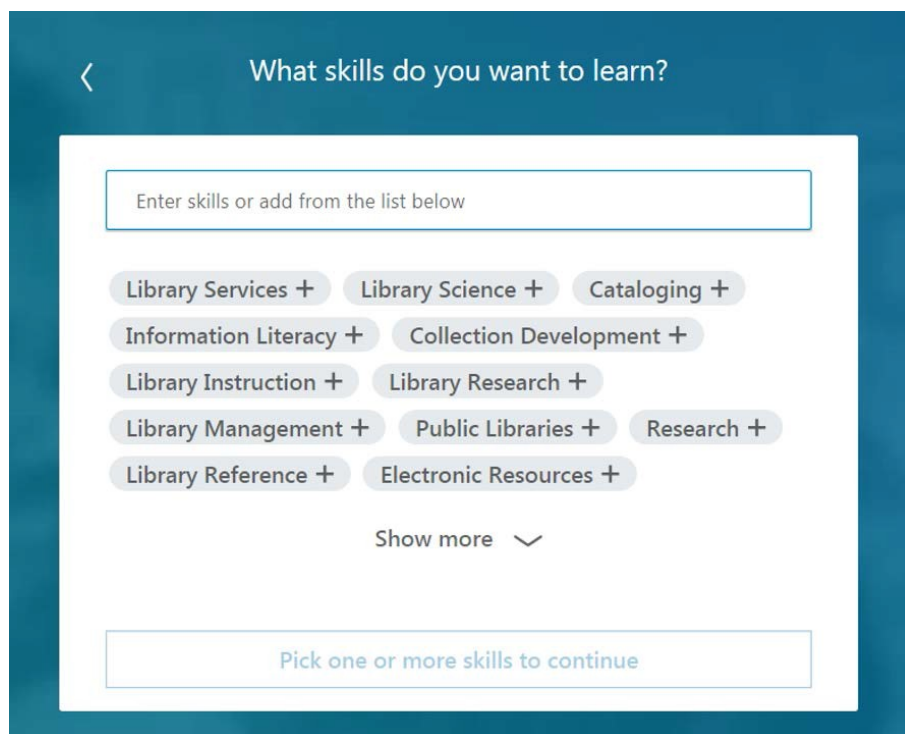 What skills do you want to learn?
Enter skills or add from the list below
Library Services + Library Science + Cataloging +
Information Literacy + Collection Development +
Library Instruction + Library Research +
Library Management + Public Libraries + Research +
Library Reference + Electronic Resources +
Show more
Pick one or more skills to continue